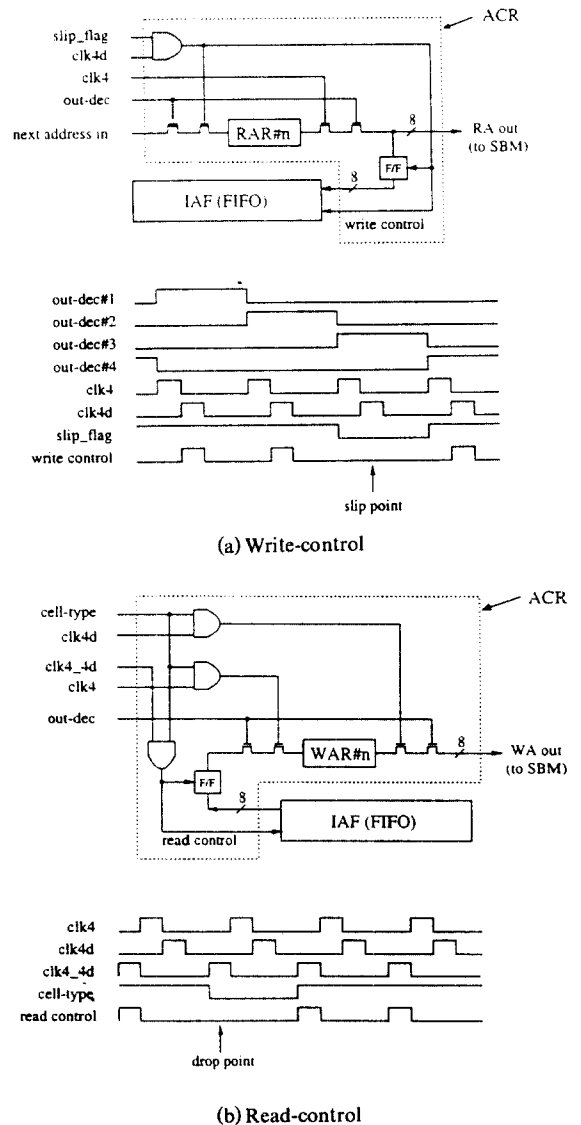 ACR
slip_flag
clk4d
clk4
out-dec
next address in
RAR#n
8
RA out
(to SBM)
F/F
8
IAF (FIFO)
write control
out-dec#1
out-dec#2
out-dec#3
out-dec#4
clk4
clk4d
slip_flag
write control
slip point
(a) Write-control
ACR
cell-type
clk4d
clk4_4d
clk4
out-dec
WAR#n
8
WA out
(to SBM)
F/F
8
IAF (FIFO)
read control
clk4
clk4d
clk4_4d
cell-type
read control
drop point
(b) Read-control